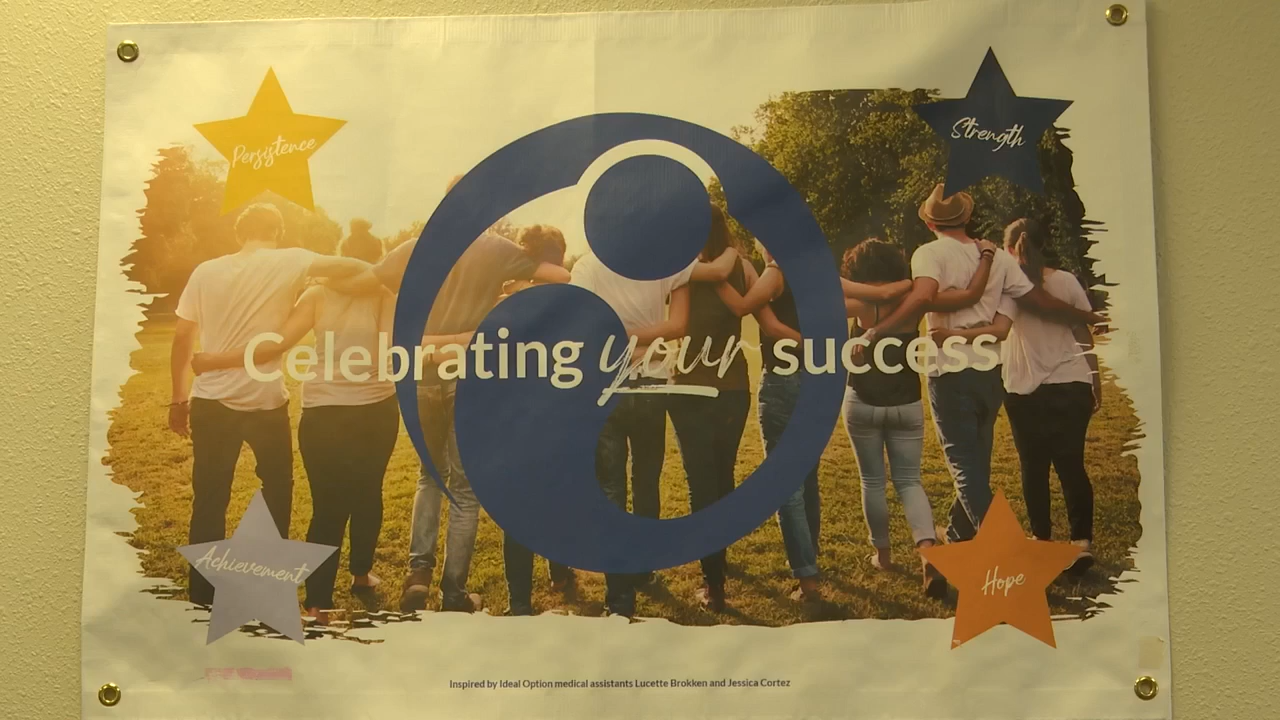 Persistence
Strength
Celebrating your success
Achievement
Hope
Inspired by Ideal Option medical assistants Lucette Brokken and Jessica Cortez